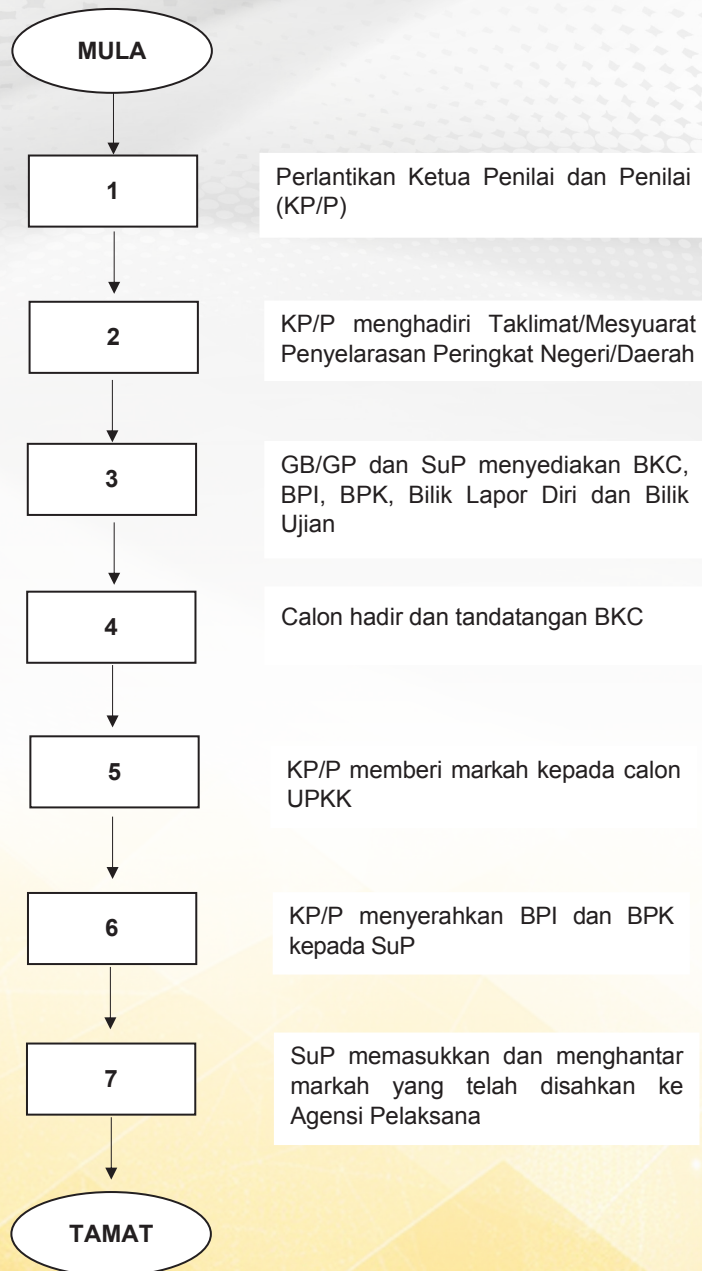 MULA
1
Perlantikan Ketua Penilai dan Penilai
(KP/P)
2
KP/P menghadiri Taklimat/Mesyuarat
Penyelarasan Peringkat Negeri/Daerah
3
GB/GP dan SuP menyediakan BKC,
BPI, BPK, Bilik Lapor Diri dan Bilik
Ujian
4
Calon hadir dan tandatangan BKC
5
KP/P memberi markah kepada calon
UPKK
6
KP/P menyerahkan BPI dan BPK
kepada SuP
7
SuP memasukkan dan menghantar
markah yang telah disahkan ke
Agensi Pelaksana
TAMAT